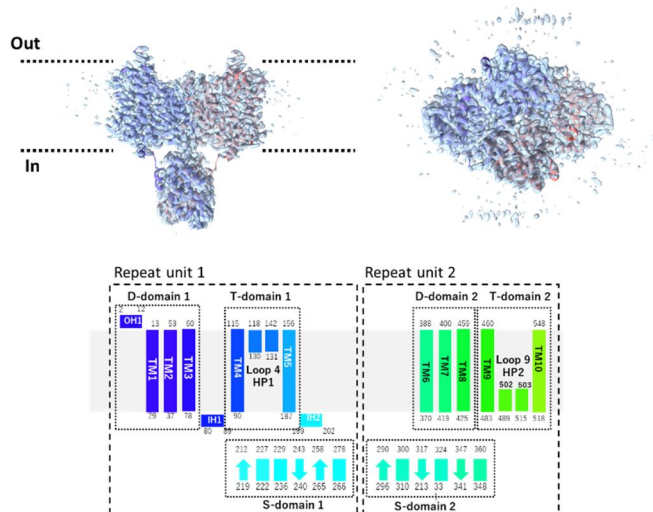 Out
In
Repeat unit 1
Repeat unit 2
D-domain 1
T-domain 1
D-domain 2
T-domain 2
2 12
13 53 60
115 118 142 156
388 400 459
460 548
OH1
TM1 TM2 TM3
TM4 TM5
130 131
Loop 4
HP1
TM6 TM7 TM8
TM9 TM10
Loop 9
HP2
502 503
29 37 78
90 187
370 419 425
483 489 515 518
IH1
IH2
80
202
212 227 229 243 258 278
290 300 317 324 347 360
219 222 236 240 265 266
296 310 213 33 341 348
S-domain 1
S-domain 2